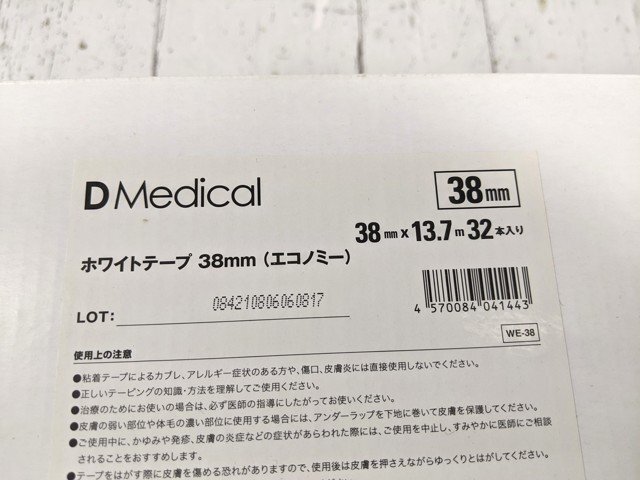 D Medical
38mm
38mm x 13.7m 32本入り
ホワイトテープ 38mm（エコノミー）
LOT: 084210806060817
4 570084 041443
WE-38
使用上の注意
●粘着テープによるカブレ、アレルギー症状のある方や、傷口、皮膚炎には直接使用しないでください。
●正しいテーピングの知識・方法を理解してご使用ください。
●治療のためにお使いの場合は、必ず医師の指導にしたがってお使いください。
●皮膚の弱い部位や体毛の濃い部位に使用する場合には、アンダーラップを下地に巻いて皮膚を保護してください。
●ご使用中に、かゆみや発疹、皮膚の炎症などの症状があらわれた際には、ご使用を中止し、すみやかに医師にご相談
されることをおすすめします。
●テープをはがす際に皮膚を傷める恐れがありますので、使用後は皮膚を押さえながらゆっくりとはがしてください。